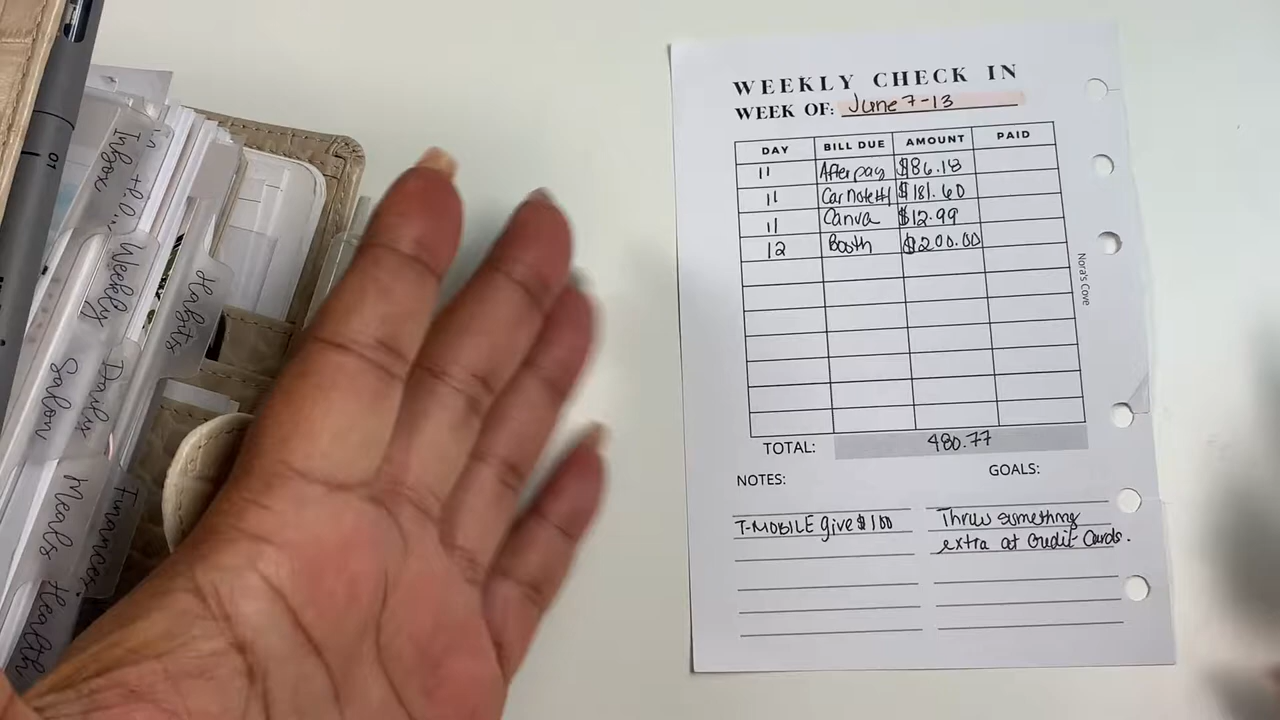 WEEKLY CHECK IN
WEEK OF: June 7-13
DAY BILL DUE AMOUNT PAID
11 Afterpay $86.18
11 Car Note#1 $181.60
11 Canva $12.99
12 Booth $200.00
TOTAL: 480.77
NOTES: GOALS:
T-MOBILE give $100
Throw something
extra at Credit Cards.
Nora's Cove
01
Inbox
Weekly
Habits
Salon
Daily
Meals
Finances
Health